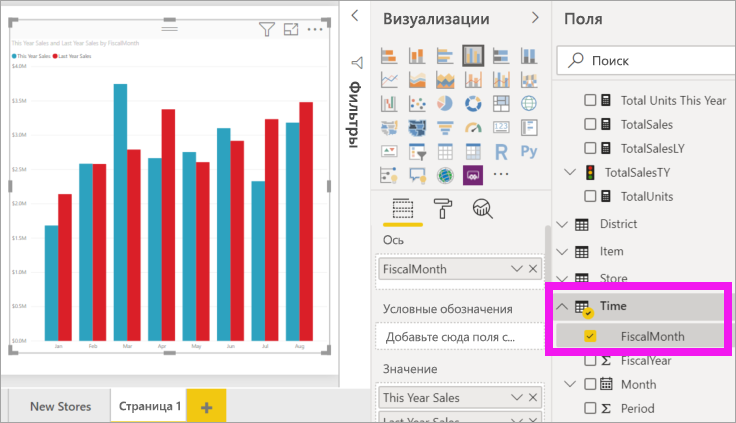 This Year Sales and Last Year Sales by FiscalMonth
This Year Sales Last Year Sales
$4.0M
$3.5M
$3.0M
$2.5M
$2.0M
$1.5M
$1.0M
$0.5M
$0.0M
Jan Feb Mar Apr May Jun Jul Aug
New Stores
Страница 1
+
Фильтры
Визуализации
123
R
Py
Ось
FiscalMonth
Условные обозначения
Добавьте сюда поля с...
Значение
This Year Sales
Last Year Sales
Поля
Поиск
Total Units This Year
TotalSales
TotalSalesLY
TotalSalesTY
TotalUnits
District
Item
Store
Time
FiscalMonth
Σ FiscalYear
Month
Σ Period